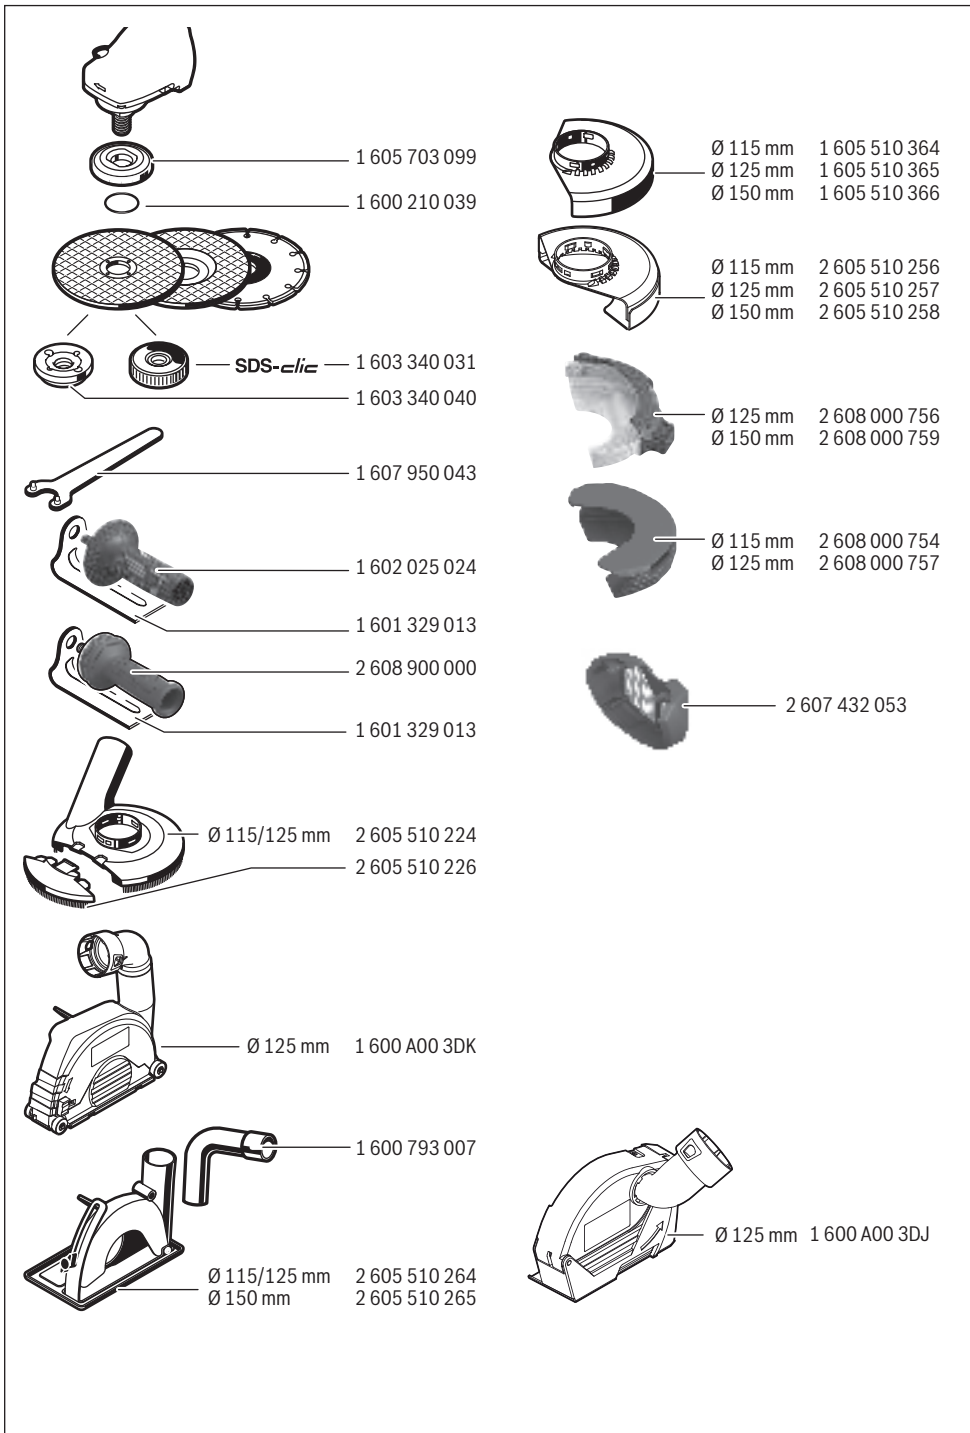 1 605 703 099
1 600 210 039
SDS-clic 1 603 340 031
1 603 340 040
1 607 950 043
1 602 025 024
1 601 329 013
2 608 900 000
1 601 329 013
Ø 115/125 mm 2 605 510 224
2 605 510 226
Ø 125 mm 1 600 A00 3DK
1 600 793 007
Ø 115/125 mm 2 605 510 264
Ø 150 mm 2 605 510 265
Ø 115 mm 1 605 510 364
Ø 125 mm 1 605 510 365
Ø 150 mm 1 605 510 366
Ø 115 mm 2 605 510 256
Ø 125 mm 2 605 510 257
Ø 150 mm 2 605 510 258
Ø 125 mm 2 608 000 756
Ø 150 mm 2 608 000 759
Ø 115 mm 2 608 000 754
Ø 125 mm 2 608 000 757
2 607 432 053
Ø 125 mm 1 600 A00 3DJ